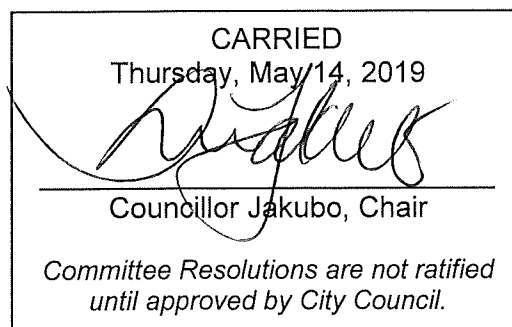 CARRIED
Thursday, May 14, 2019
Councillor Jakubo, Chair
Committee Resolutions are not ratified
until approved by City Council.